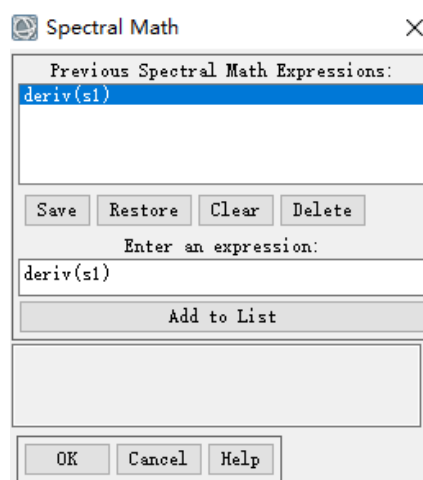 Spectral Math
Previous Spectral Math Expressions:
deriv(s1)
Save Restore Clear Delete
Enter an expression:
deriv(s1)
Add to List
OK Cancel Help